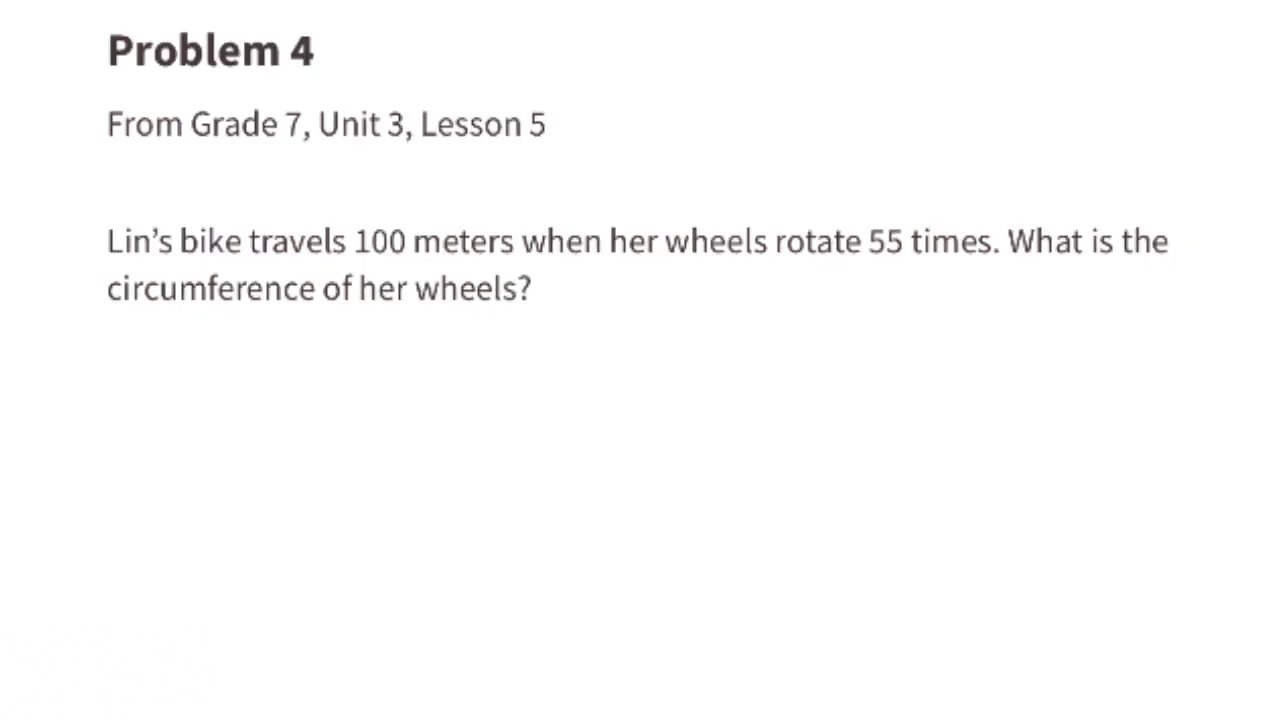 Problem 4
From Grade 7, Unit 3, Lesson 5
Lin’s bike travels 100 meters when her wheels rotate 55 times. What is the
circumference of her wheels?